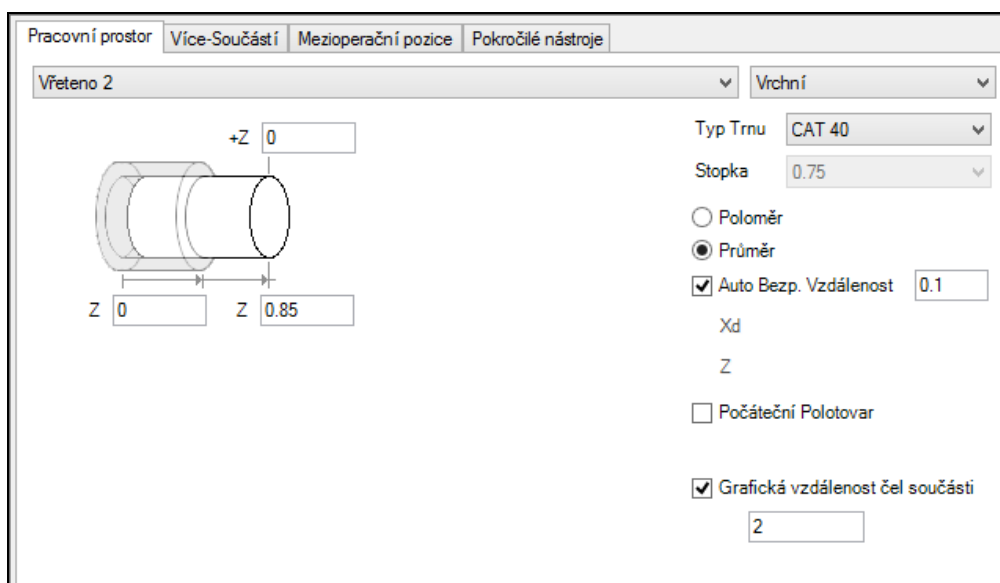 Pracovní prostor Více-Součástí Mezioperační pozice Pokročilé nástroje
Vřeteno 2 Vrchní
+Z 0
Typ Trnu CAT 40
Stopka 0.75
Poloměr
Průměr
Auto Bezp. Vzdálenost 0.1
Z 0 Z 0.85
Xd
Z
Počáteční Polotovar
Grafická vzdálenost čel součásti
2